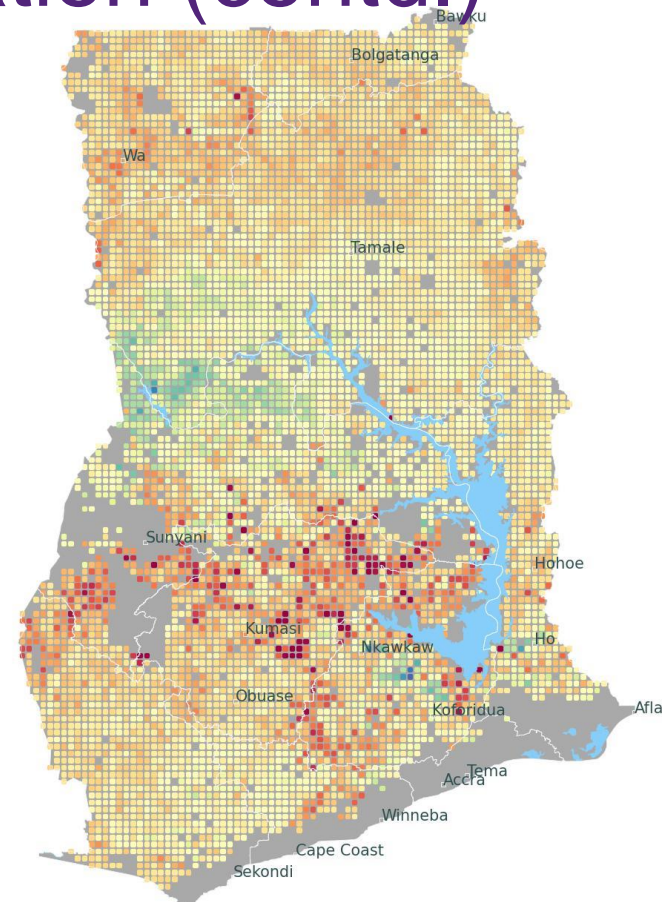 Bawku
Bolgatanga
Wa
Tamale
Sunyani
Hohoe
Kumasi
Ho
Nkawkaw
Obuase
Koforidua
Afla
Tema
Accra
Winneba
Cape Coast
Sekondi